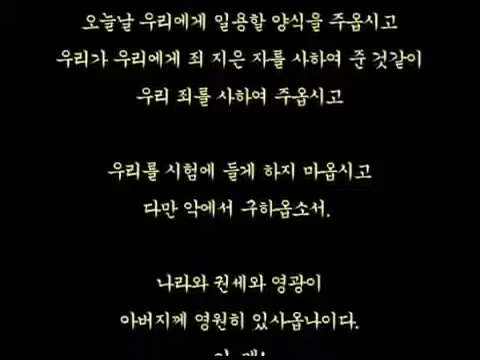 오늘날 우리에게 일용할 양식을 주옵시고
우리가 우리에게 죄 지은 자를 사하여 준 것같이
우리 죄를 사하여 주옵시고
우리를 시험에 들게 하지 마옵시고
다만 악에서 구하옵소서.
나라와 권세와 영광이
아버지께 영원히 있사옵나이다.